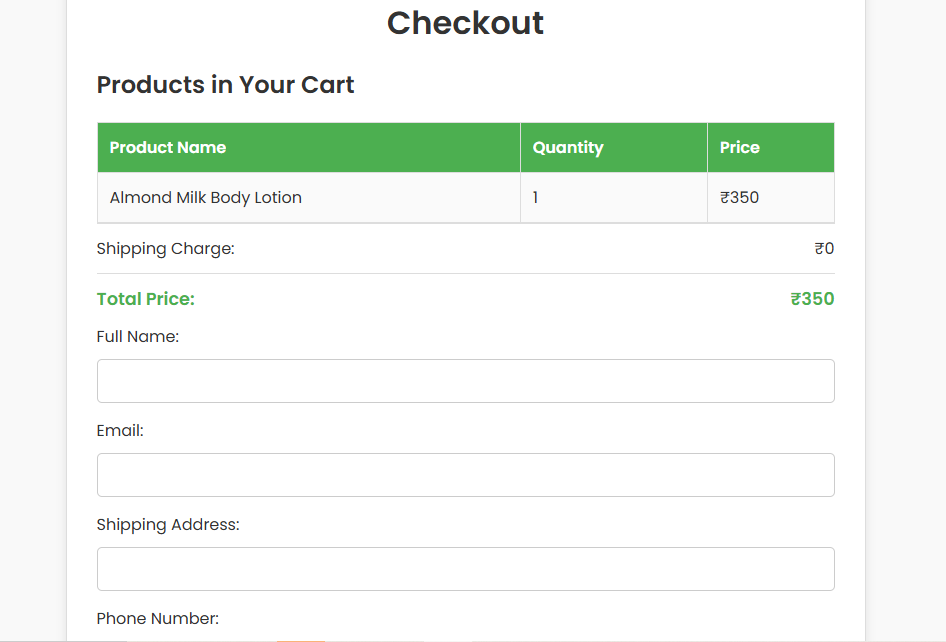 Checkout
Products in Your Cart
Product Name Quantity Price
Almond Milk Body Lotion 1 ₹350
Shipping Charge: ₹0
Total Price: ₹350
Full Name:
Email:
Shipping Address:
Phone Number: